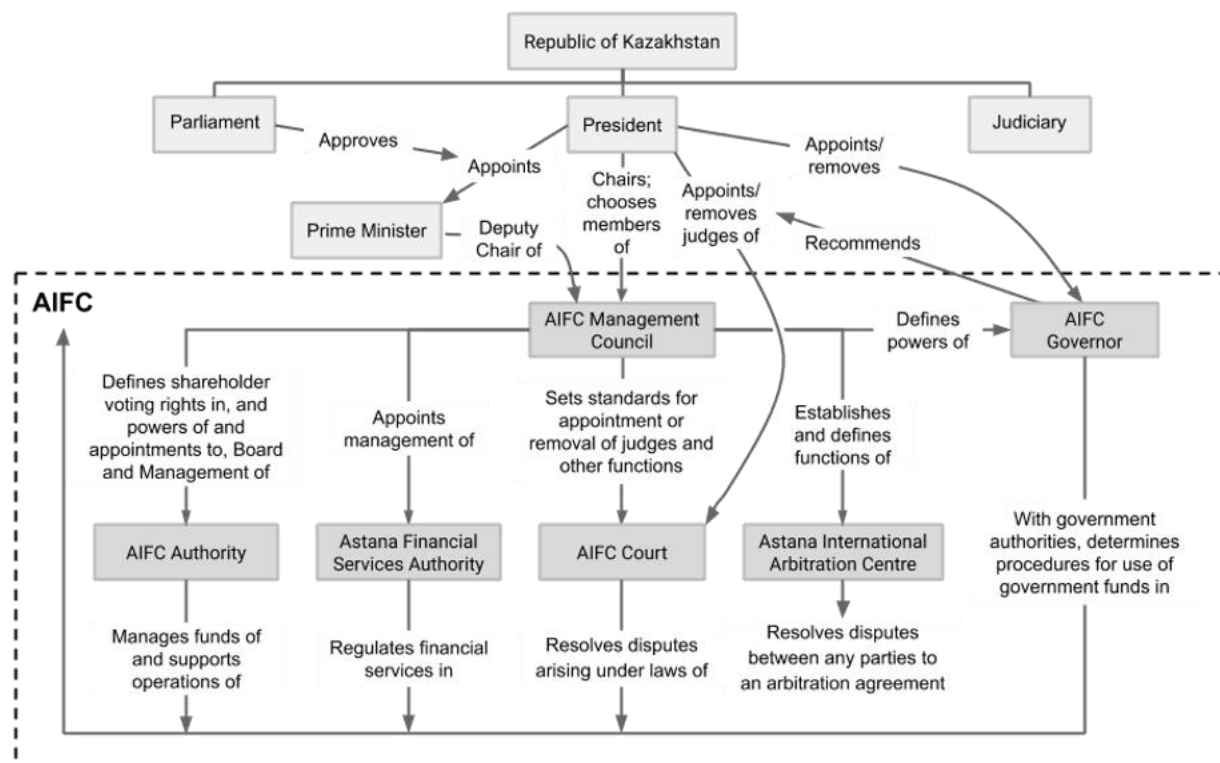 Republic of Kazakhstan
Parliament
President
Judiciary
Approves
Appoints
Appoints/
removes
Chairs;
chooses
members
of
Appoints/
removes
judges of
Prime Minister
Deputy
Chair of
Recommends
AIFC
AIFC Management
Council
Defines
powers of
AIFC
Governor
Defines shareholder
voting rights in, and
powers of and
appointments to, Board
and Management of
Appoints
management of
Sets standards for
appointment or
removal of judges and
other functions
Establishes
and defines
functions of
AIFC Authority
Astana Financial
Services Authority
AIFC Court
Astana International
Arbitration Centre
With government
authorities, determines
procedures for use of
government funds in
Manages funds of
and supports
operations of
Regulates financial
services in
Resolves disputes
arising under laws of
Resolves disputes
between any parties to
an arbitration agreement